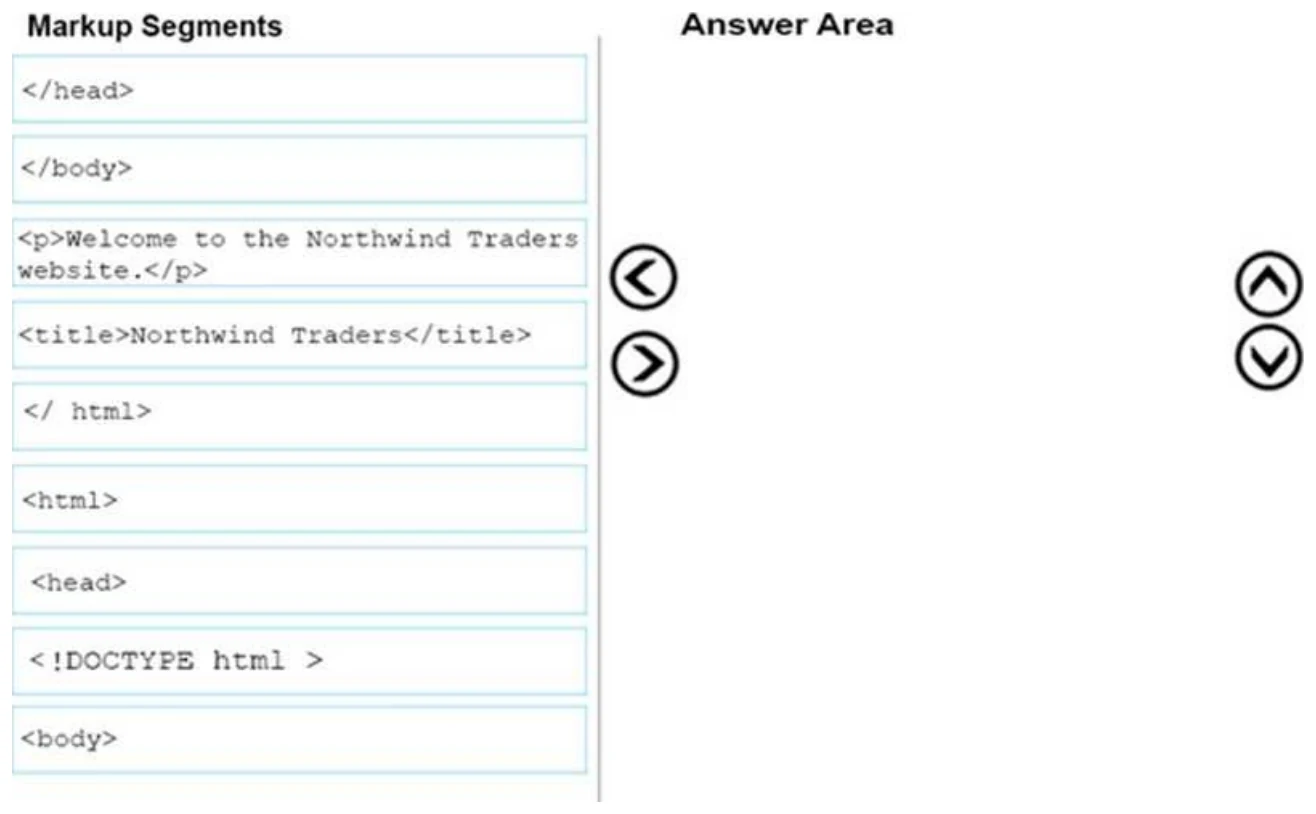 Markup Segments
Answer Area
</head>
</body>
<p>Welcome to the Northwind Traders
website.</p>
<title>Northwind Traders</title>
</ html>
<html>
<head>
<!DOCTYPE html >
<body>